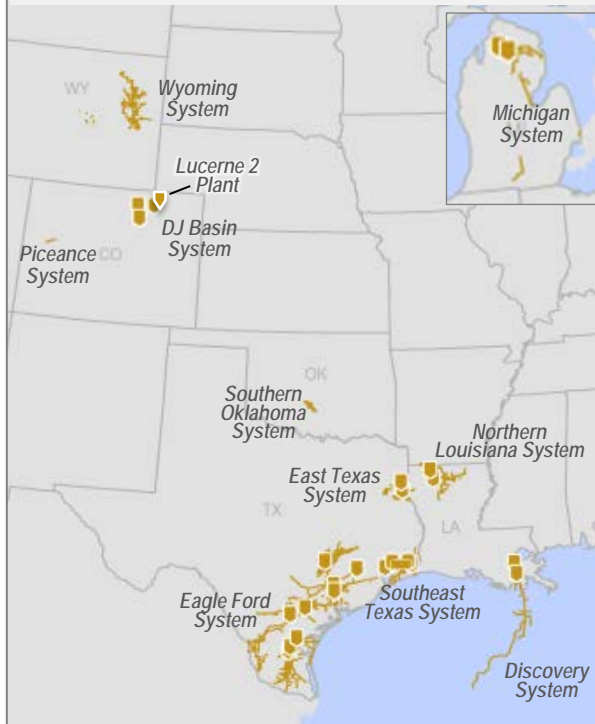 WY
Wyoming
System
Michigan
System
Lucerne 2
Plant
DJ Basin
System
Piceance
System
CO
OK
Southern
Oklahoma
System
Northern
Louisiana System
East Texas
System
TX
LA
Eagle Ford
System
Southeast
Texas System
Discovery
System